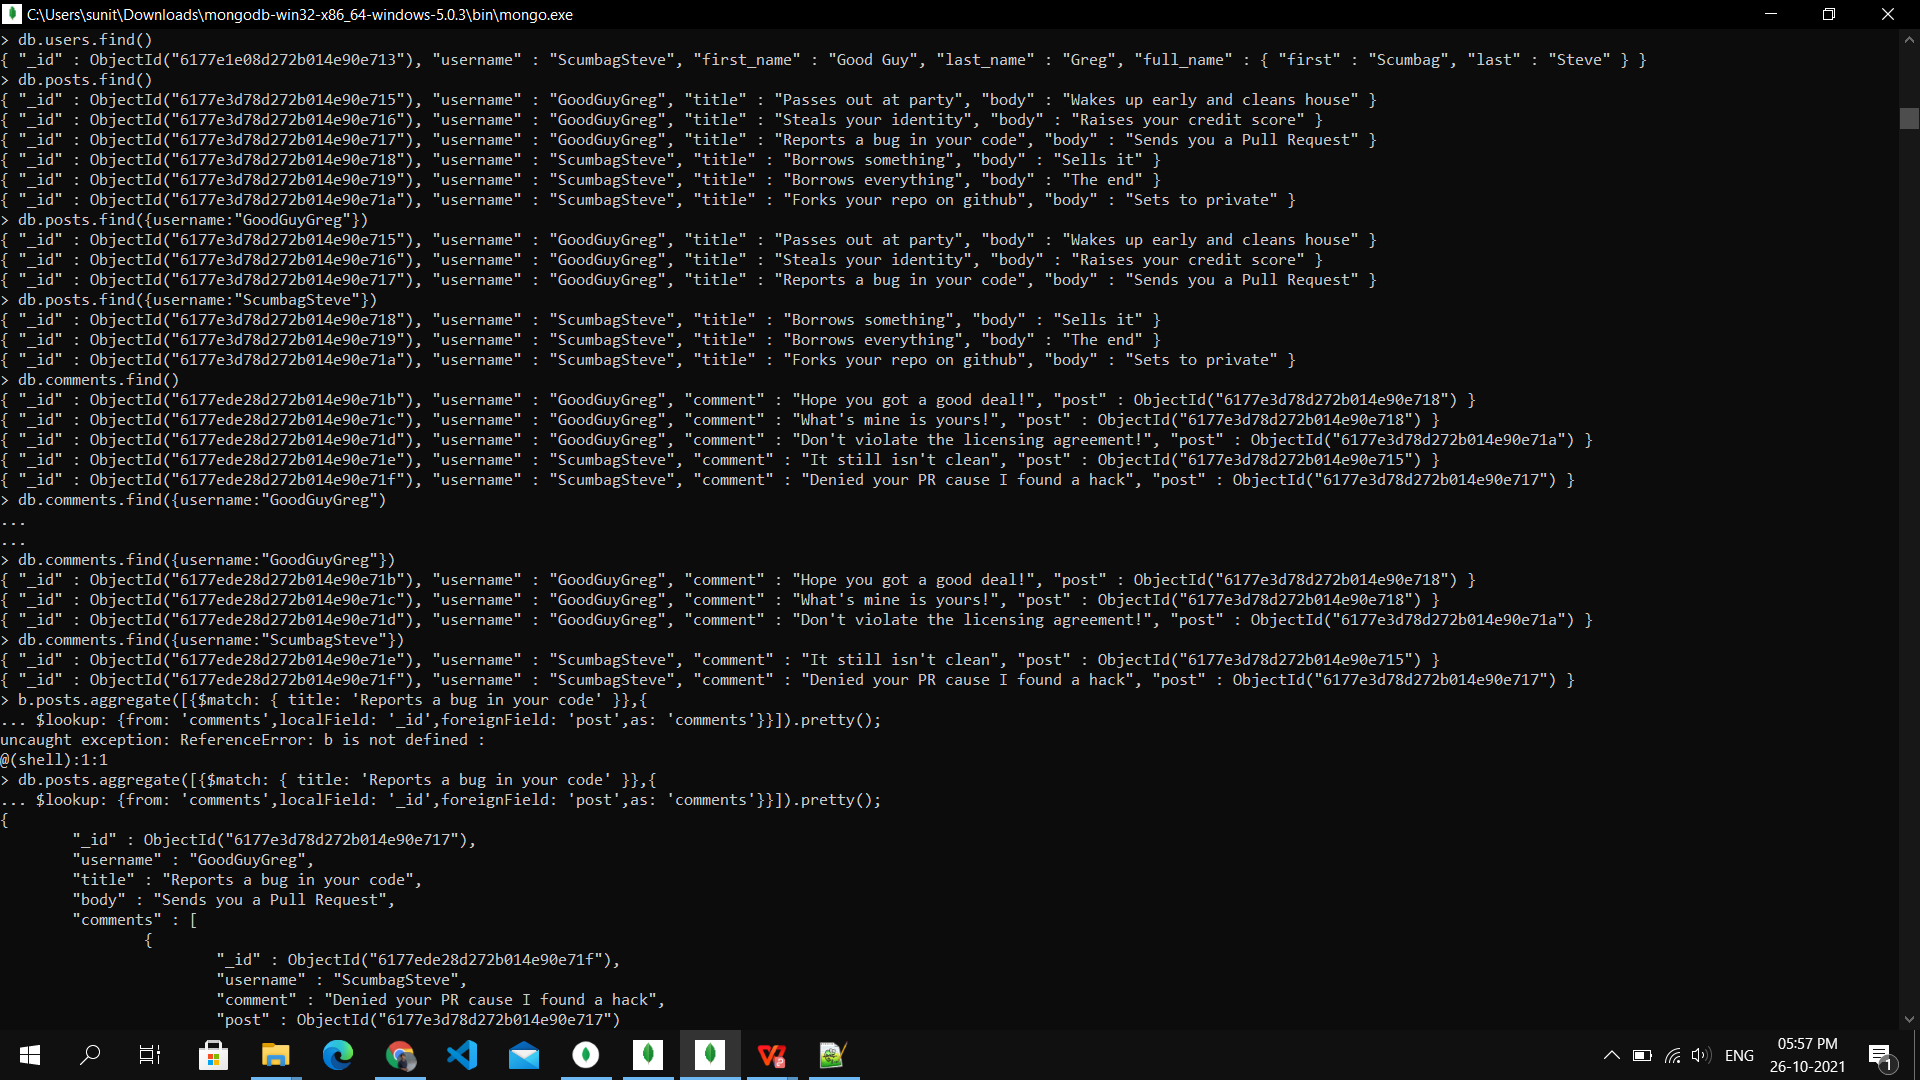 C:\Users\sunit\Downloads\mongodb-win32-x86_64-windows-5.0.3\bin\mongo.exe
> db.users.find()
{ "_id" : ObjectId("6177e1e08d272b014e90e713"), "username" : "ScumbagSteve", "first_name" : "Good Guy", "last_name" : "Greg", "full_name" : { "first" : "Scumbag", "last" : "Steve" } }
> db.posts.find()
{ "_id" : ObjectId("6177e3d78d272b014e90e715"), "username" : "GoodGuyGreg", "title" : "Passes out at party", "body" : "Wakes up early and cleans house" }
{ "_id" : ObjectId("6177e3d78d272b014e90e716"), "username" : "GoodGuyGreg", "title" : "Steals your identity", "body" : "Raises your credit score" }
{ "_id" : ObjectId("6177e3d78d272b014e90e717"), "username" : "GoodGuyGreg", "title" : "Reports a bug in your code", "body" : "Sends you a Pull Request" }
{ "_id" : ObjectId("6177e3d78d272b014e90e718"), "username" : "ScumbagSteve", "title" : "Borrows something", "body" : "Sells it" }
{ "_id" : ObjectId("6177e3d78d272b014e90e719"), "username" : "ScumbagSteve", "title" : "Borrows everything", "body" : "The end" }
{ "_id" : ObjectId("6177e3d78d272b014e90e71a"), "username" : "ScumbagSteve", "title" : "Forks your repo on github", "body" : "Sets to private" }
> db.posts.find({username:"GoodGuyGreg"})
{ "_id" : ObjectId("6177e3d78d272b014e90e715"), "username" : "GoodGuyGreg", "title" : "Passes out at party", "body" : "Wakes up early and cleans house" }
{ "_id" : ObjectId("6177e3d78d272b014e90e716"), "username" : "GoodGuyGreg", "title" : "Steals your identity", "body" : "Raises your credit score" }
{ "_id" : ObjectId("6177e3d78d272b014e90e717"), "username" : "GoodGuyGreg", "title" : "Reports a bug in your code", "body" : "Sends you a Pull Request" }
> db.posts.find({username:"ScumbagSteve"})
{ "_id" : ObjectId("6177e3d78d272b014e90e718"), "username" : "ScumbagSteve", "title" : "Borrows something", "body" : "Sells it" }
{ "_id" : ObjectId("6177e3d78d272b014e90e719"), "username" : "ScumbagSteve", "title" : "Borrows everything", "body" : "The end" }
{ "_id" : ObjectId("6177e3d78d272b014e90e71a"), "username" : "ScumbagSteve", "title" : "Forks your repo on github", "body" : "Sets to private" }
> db.comments.find()
{ "_id" : ObjectId("6177ede28d272b014e90e71b"), "username" : "GoodGuyGreg", "comment" : "Hope you got a good deal!", "post" : ObjectId("6177e3d78d272b014e90e718") }
{ "_id" : ObjectId("6177ede28d272b014e90e71c"), "username" : "GoodGuyGreg", "comment" : "What's mine is yours!", "post" : ObjectId("6177e3d78d272b014e90e718") }
{ "_id" : ObjectId("6177ede28d272b014e90e71d"), "username" : "GoodGuyGreg", "comment" : "Don't violate the licensing agreement!", "post" : ObjectId("6177e3d78d272b014e90e71a") }
{ "_id" : ObjectId("6177ede28d272b014e90e71e"), "username" : "ScumbagSteve", "comment" : "It still isn't clean", "post" : ObjectId("6177e3d78d272b014e90e715") }
{ "_id" : ObjectId("6177ede28d272b014e90e71f"), "username" : "ScumbagSteve", "comment" : "Denied your PR cause I found a hack", "post" : ObjectId("6177e3d78d272b014e90e717") }
> db.comments.find({username:"GoodGuyGreg")
...
...
> db.comments.find({username:"GoodGuyGreg"})
{ "_id" : ObjectId("6177ede28d272b014e90e71b"), "username" : "GoodGuyGreg", "comment" : "Hope you got a good deal!", "post" : ObjectId("6177e3d78d272b014e90e718") }
{ "_id" : ObjectId("6177ede28d272b014e90e71c"), "username" : "GoodGuyGreg", "comment" : "What's mine is yours!", "post" : ObjectId("6177e3d78d272b014e90e718") }
{ "_id" : ObjectId("6177ede28d272b014e90e71d"), "username" : "GoodGuyGreg", "comment" : "Don't violate the licensing agreement!", "post" : ObjectId("6177e3d78d272b014e90e71a") }
> db.comments.find({username:"ScumbagSteve"})
{ "_id" : ObjectId("6177ede28d272b014e90e71e"), "username" : "ScumbagSteve", "comment" : "It still isn't clean", "post" : ObjectId("6177e3d78d272b014e90e715") }
{ "_id" : ObjectId("6177ede28d272b014e90e71f"), "username" : "ScumbagSteve", "comment" : "Denied your PR cause I found a hack", "post" : ObjectId("6177e3d78d272b014e90e717") }
> b.posts.aggregate([{$match: { title: 'Reports a bug in your code' }},{
... $lookup: {from: 'comments',localField: '_id',foreignField: 'post',as: 'comments'}}]).pretty();
uncaught exception: ReferenceError: b is not defined :
@(shell):1:1
> db.posts.aggregate([{$match: { title: 'Reports a bug in your code' }},{
... $lookup: {from: 'comments',localField: '_id',foreignField: 'post',as: 'comments'}}]).pretty();
{
"_id" : ObjectId("6177e3d78d272b014e90e717"),
"username" : "GoodGuyGreg",
"title" : "Reports a bug in your code",
"body" : "Sends you a Pull Request",
"comments" : [
{
"_id" : ObjectId("6177ede28d272b014e90e71f"),
"username" : "ScumbagSteve",
"comment" : "Denied your PR cause I found a hack",
"post" : ObjectId("6177e3d78d272b014e90e717")
ENG
05:57 PM
26-10-2021
1